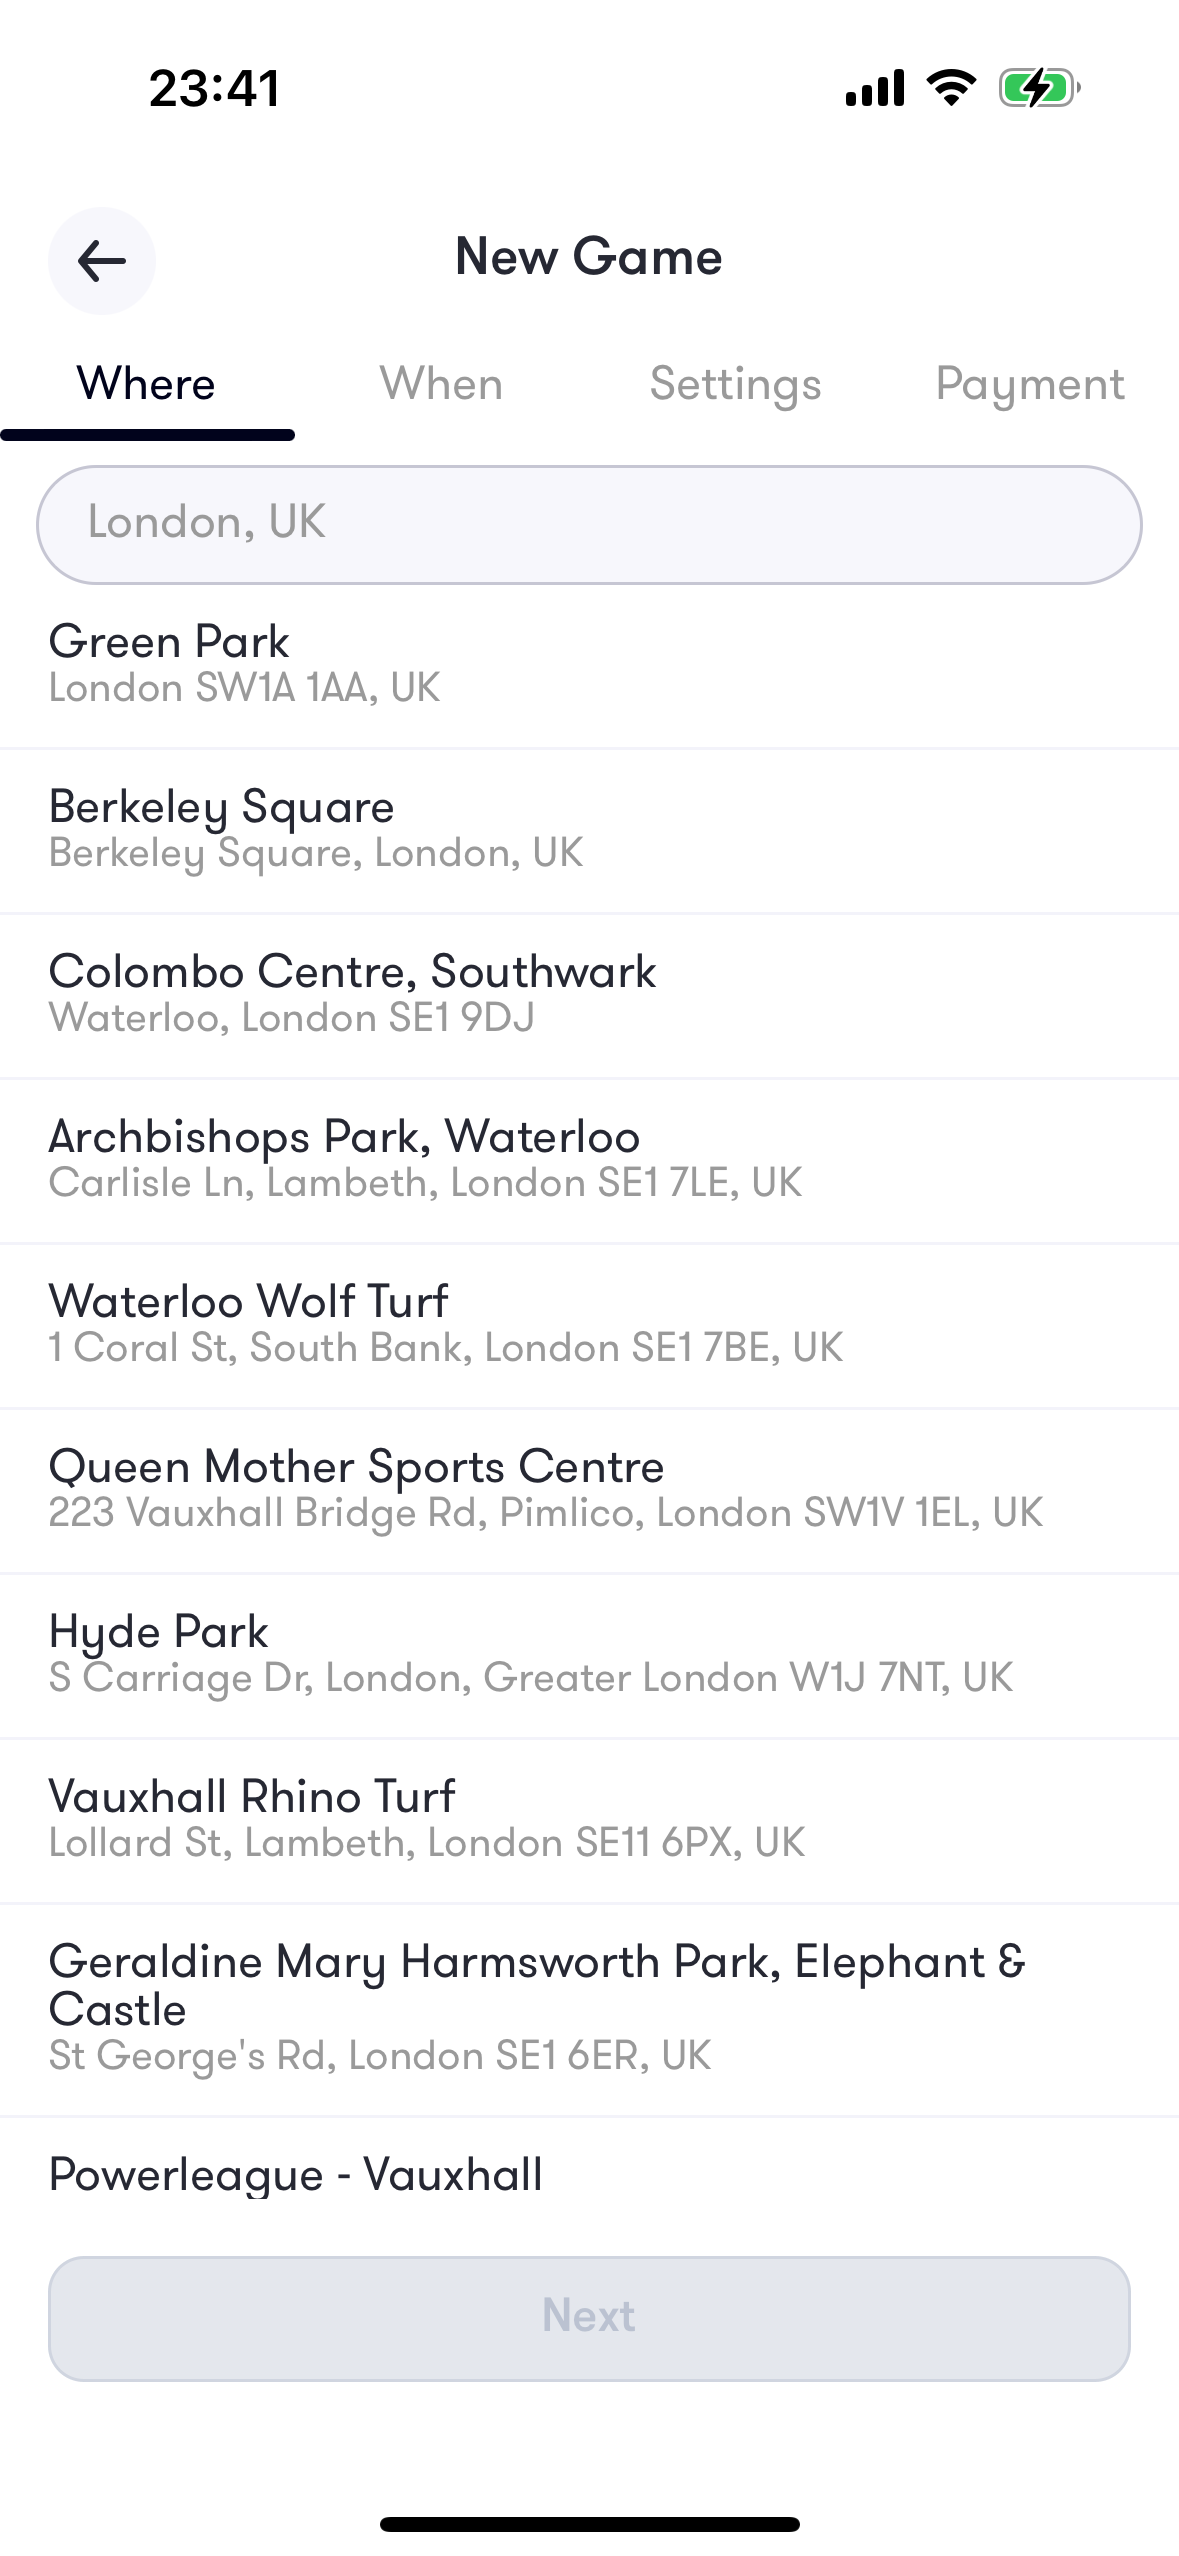 23:41
New Game
Where When Settings Payment
London, UK
Green Park
London SW1A 1AA, UK
Berkeley Square
Berkeley Square, London, UK
Colombo Centre, Southwark
Waterloo, London SE1 9DJ
Archbishops Park, Waterloo
Carlisle Ln, Lambeth, London SE1 7LE, UK
Waterloo Wolf Turf
1 Coral St, South Bank, London SE1 7BE, UK
Queen Mother Sports Centre
223 Vauxhall Bridge Rd, Pimlico, London SW1V 1EL, UK
Hyde Park
S Carriage Dr, London, Greater London W1J 7NT, UK
Vauxhall Rhino Turf
Lollard St, Lambeth, London SE11 6PX, UK
Geraldine Mary Harmsworth Park, Elephant &
Castle
St George's Rd, London SE1 6ER, UK
Powerleague - Vauxhall
Next